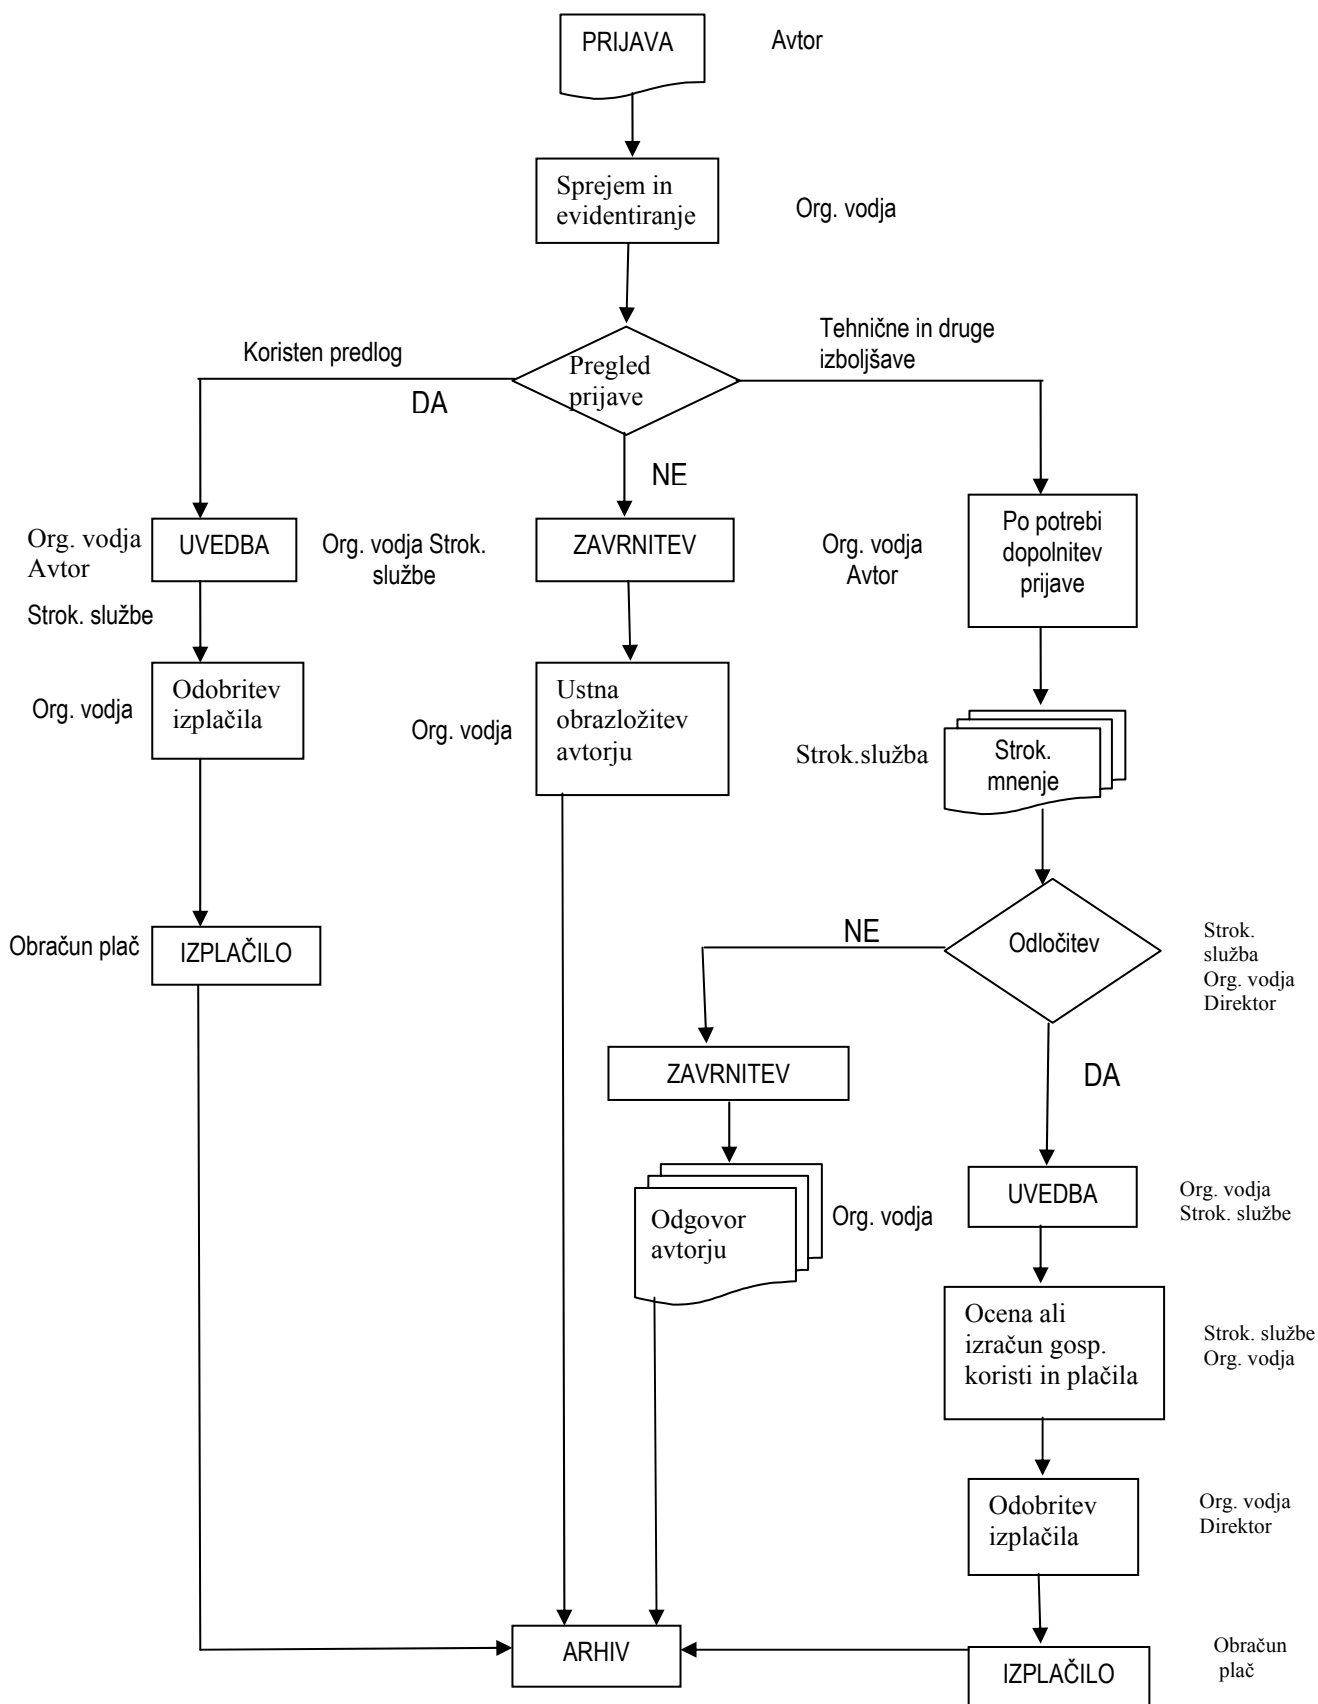 PRIJAVA
Avtor
Sprejem in
evidentiranje
Org. vodja
Koristen predlog
Tehnične in druge
izboljšave
Pregled
prijave
DA
NE
Org. vodja
Avtor
Strok. službe
UVEDBA
Org. vodja Strok.
službe
ZAVRNITEV
Org. vodja
Avtor
Po potrebi
dopolnitev
prijave
Org. vodja
Odobritev
izplačila
Org. vodja
Ustna
obrazložitev
avtorju
Strok.služba
Strok.
mnenje
Obračun plač
IZPLAČILO
NE
Odločitev
Strok.
služba
Org. vodja
Direktor
ZAVRNITEV
DA
Odgovor
avtorju
Org. vodja
UVEDBA
Org. vodja
Strok. službe
Ocena ali
izračun gosp.
koristi in plačila
Strok. službe
Org. vodja
Odobritev
izplačila
Org. vodja
Direktor
ARHIV
IZPLAČILO
Obračun
plač